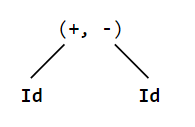 (+, -)
Id Id